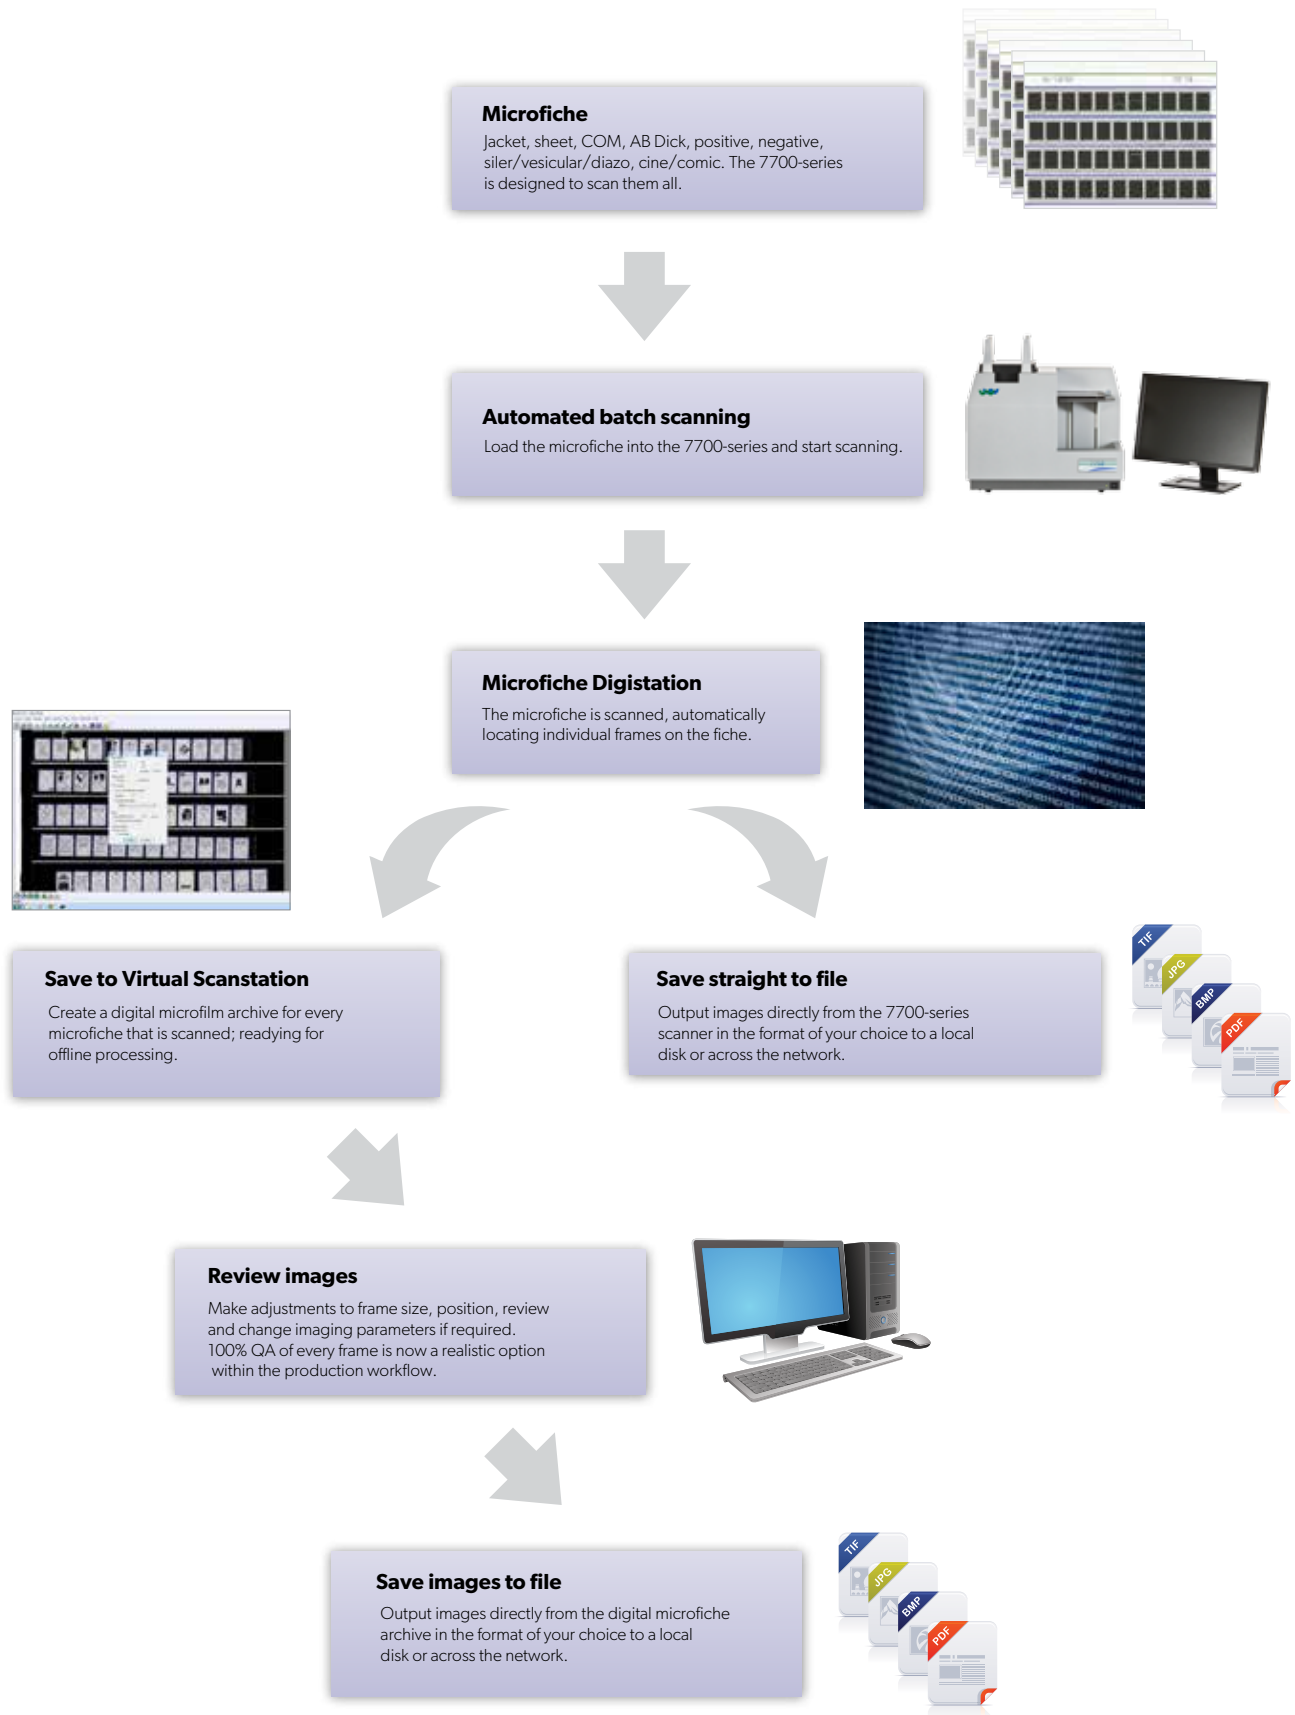 Microfiche
Jacket, sheet, COM, AB Dick, positive, negative,
siler/vesicular/diazo, cine/comic. The 7700-series
is designed to scan them all.
Automated batch scanning
Load the microfiche into the 7700-series and start scanning.
Microfiche Digistation
The microfiche is scanned, automatically
locating individual frames on the fiche.
Save to Virtual Scanstation
Create a digital microfilm archive for every
microfiche that is scanned; readying for
offline processing.
Save straight to file
Output images directly from the 7700-series
scanner in the format of your choice to a local
disk or across the network.
TIF
JPG
BMP
PDF
Review images
Make adjustments to frame size, position, review
and change imaging parameters if required.
100% QA of every frame is now a realistic option
within the production workflow.
Save images to file
Output images directly from the digital microfiche
archive in the format of your choice to a local
disk or across the network.
TIF
JPG
BMP
PDF